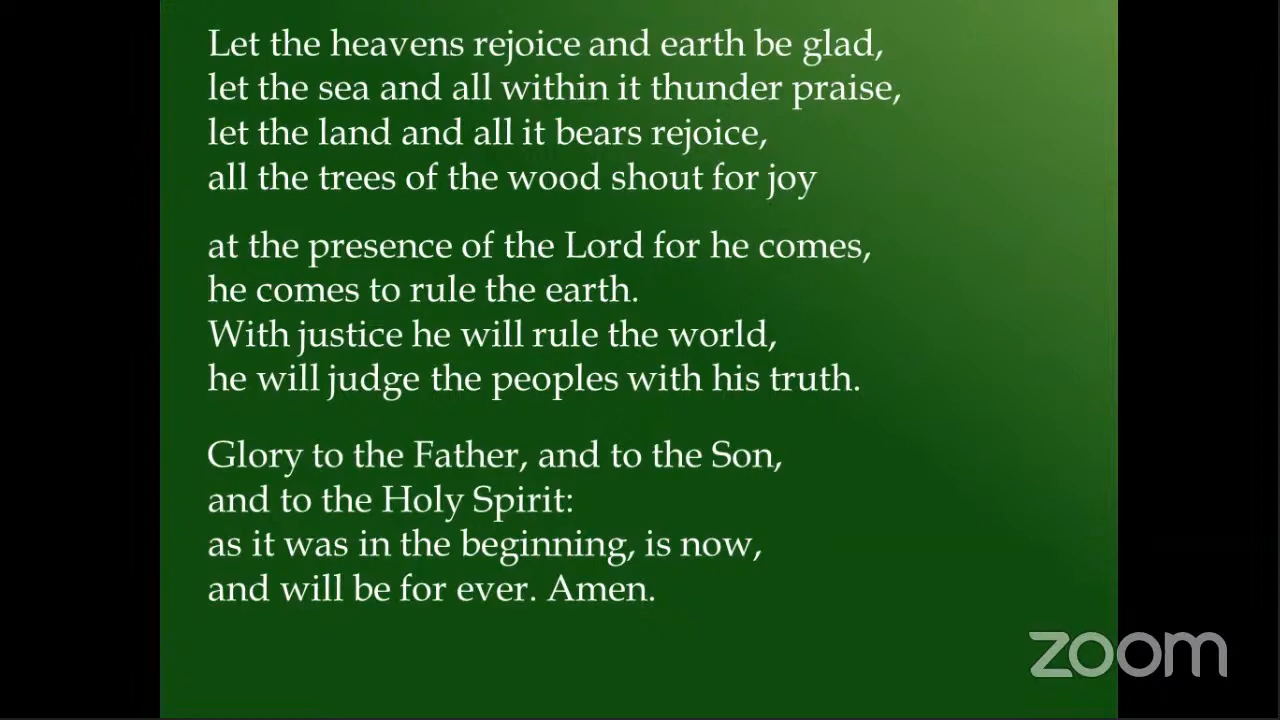 Let the heavens rejoice and earth be glad,
let the sea and all within it thunder praise,
let the land and all it bears rejoice,
all the trees of the wood shout for joy
at the presence of the Lord for he comes,
he comes to rule the earth.
With justice he will rule the world,
he will judge the peoples with his truth.
Glory to the Father, and to the Son,
and to the Holy Spirit:
as it was in the beginning, is now,
and will be for ever. Amen.
zoom